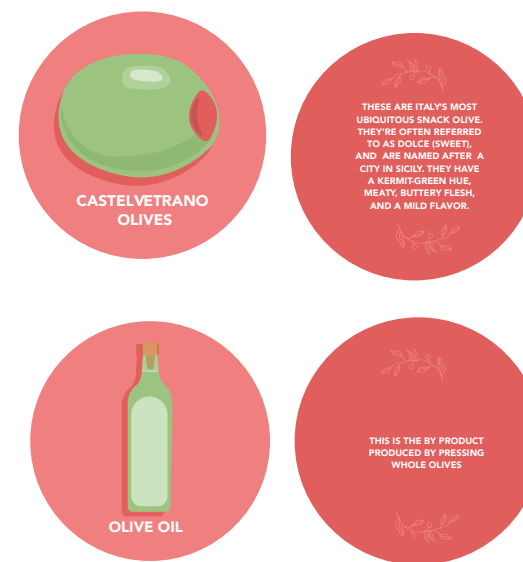 CASTELVETRANO
OLIVES
THESE ARE ITALY'S MOST
UBIQUITOUS SNACK OLIVE.
THEY'RE OFTEN REFERRED
TO AS DOLCE (SWEET),
AND ARE NAMED AFTER A
CITY IN SICILY. THEY HAVE
A KERMIT-GREEN HUE,
MEATY, BUTTERY FLESH,
AND A MILD FLAVOR.
OLIVE OIL
THIS IS THE BY PRODUCT
PRODUCED BY PRESSING
WHOLE OLIVES